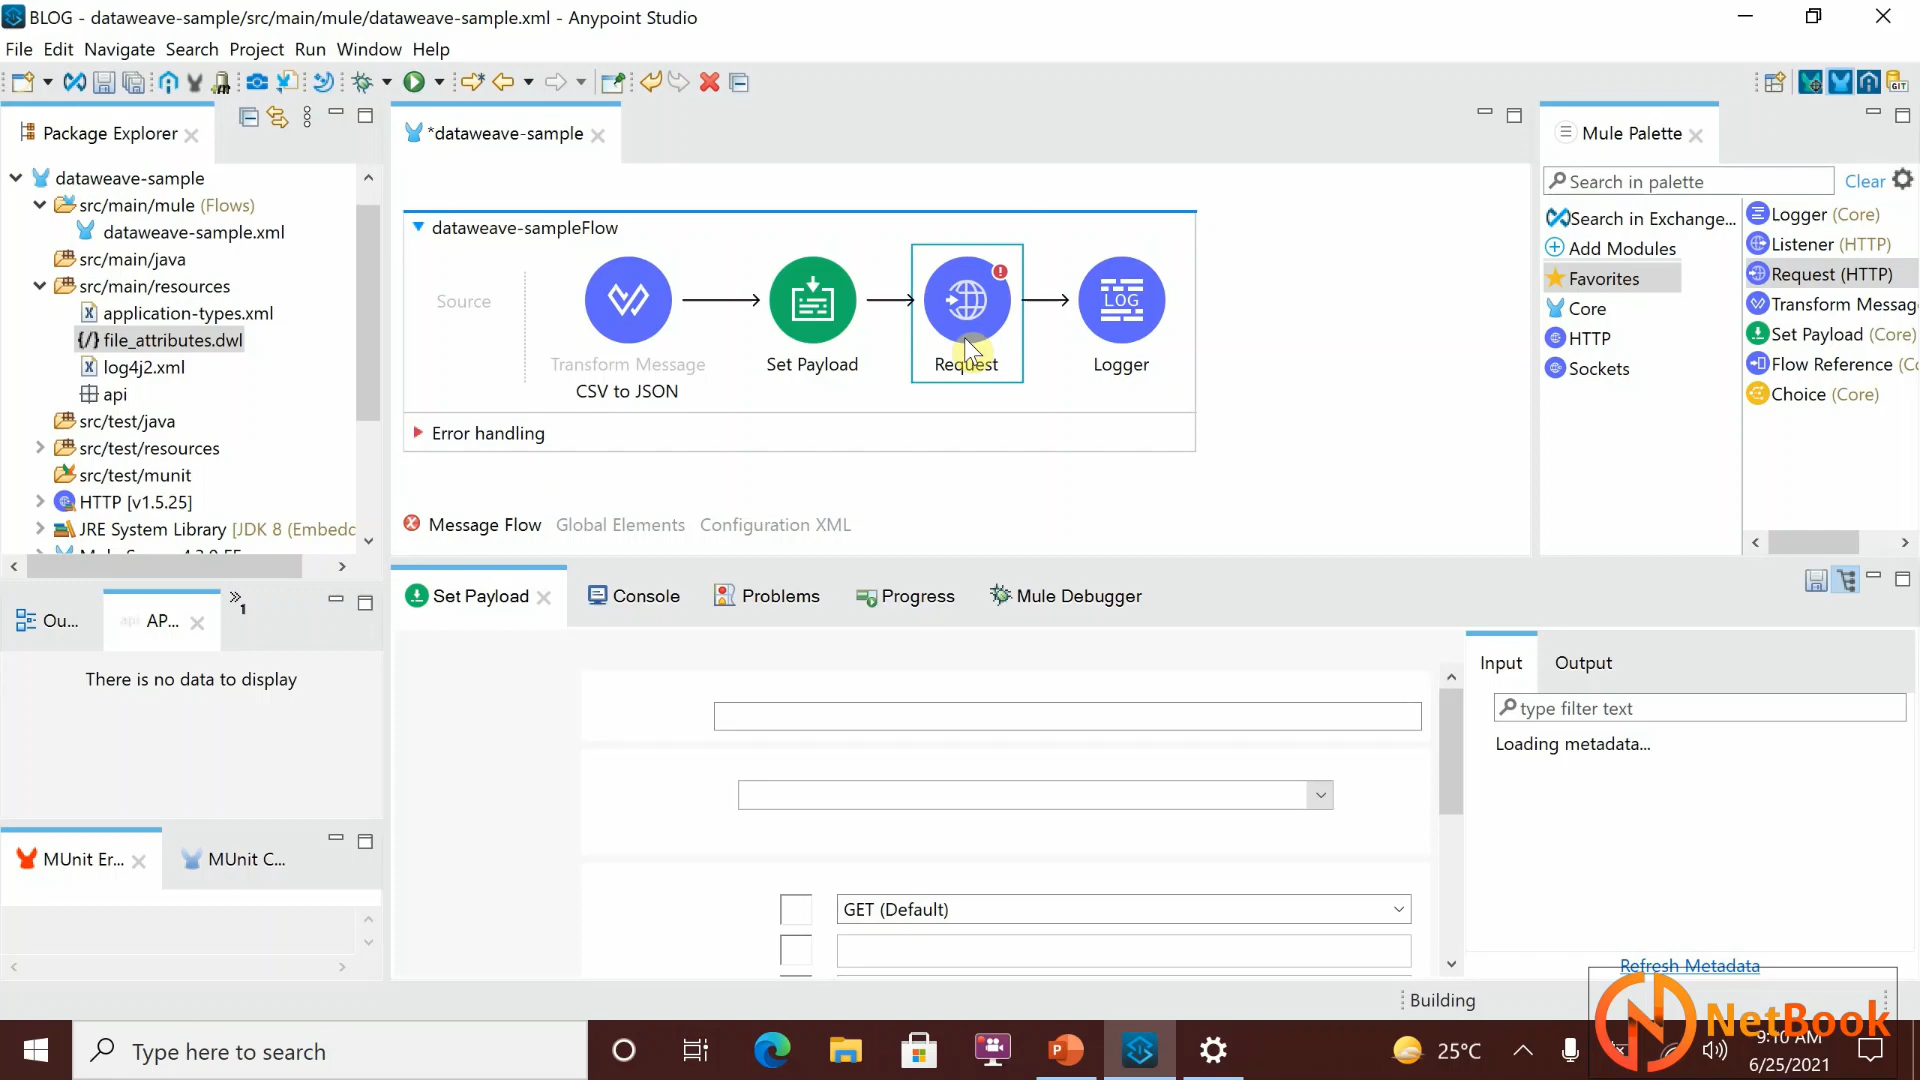 BLOG - dataweave-sample/src/main/mule/dataweave-sample.xml - Anypoint Studio
File Edit Navigate Search Project Run Window Help
GIT
Package Explorer
dataweave-sample
src/main/mule (Flows)
dataweave-sample.xml
src/main/java
src/main/resources
application-types.xml
file_attributes.dwl
log4j2.xml
api
src/test/java
src/test/resources
src/test/munit
HTTP [v1.5.25]
JRE System Library [JDK 8 (Embedc
*dataweave-sample
dataweave-sampleFlow
Source
LOG
Transform Message
CSV to JSON
Set Payload
Request
Logger
Error handling
Message Flow Global Elements Configuration XML
Mule Palette
Search in palette
Clear
Search in Exchange...
Add Modules
Favorites
Core
HTTP
Sockets
Logger (Core)
Listener (HTTP)
Request (HTTP)
Transform Messag
Set Payload (Core)
Flow Reference (Co
Choice (Core)
Ou...
api AP...
1
There is no data to display
MUnit Er...
MUnit C...
Set Payload
Console
Problems
Progress
Mule Debugger
GET (Default)
Input
Output
type filter text
Loading metadata...
Refresh Metadata
Building
NetBook
Type here to search
25°C
9:10 AM
6/25/2021